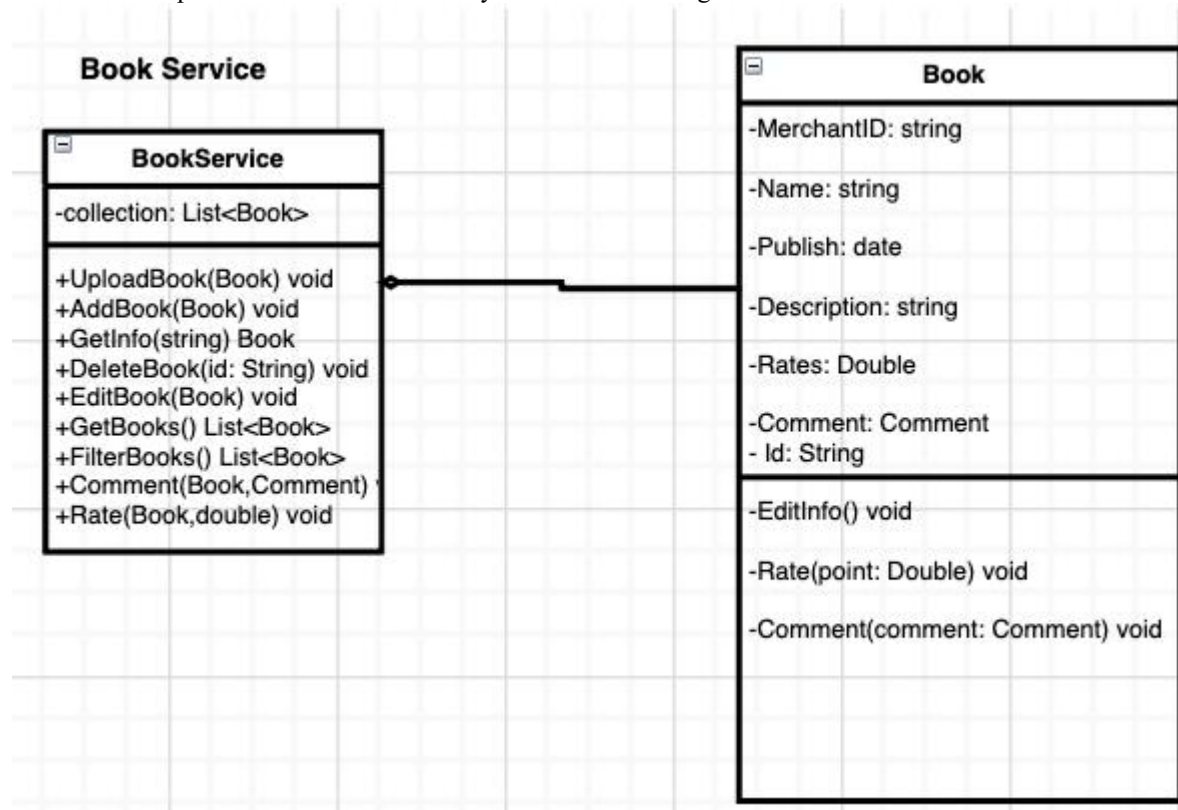 Book Service
BookService
-collection: List<Book>
+UploadBook(Book) void
+AddBook(Book) void
+GetInfo(string) Book
+DeleteBook(id: String) void
+EditBook(Book) void
+GetBooks() List<Book>
+FilterBooks() List<Book>
+Comment(Book,Comment)
+Rate(Book,double) void
Book
-MerchantID: string
-Name: string
-Publish: date
-Description: string
-Rates: Double
-Comment: Comment
- Id: String
-EditInfo() void
-Rate(point: Double) void
-Comment(comment: Comment) void